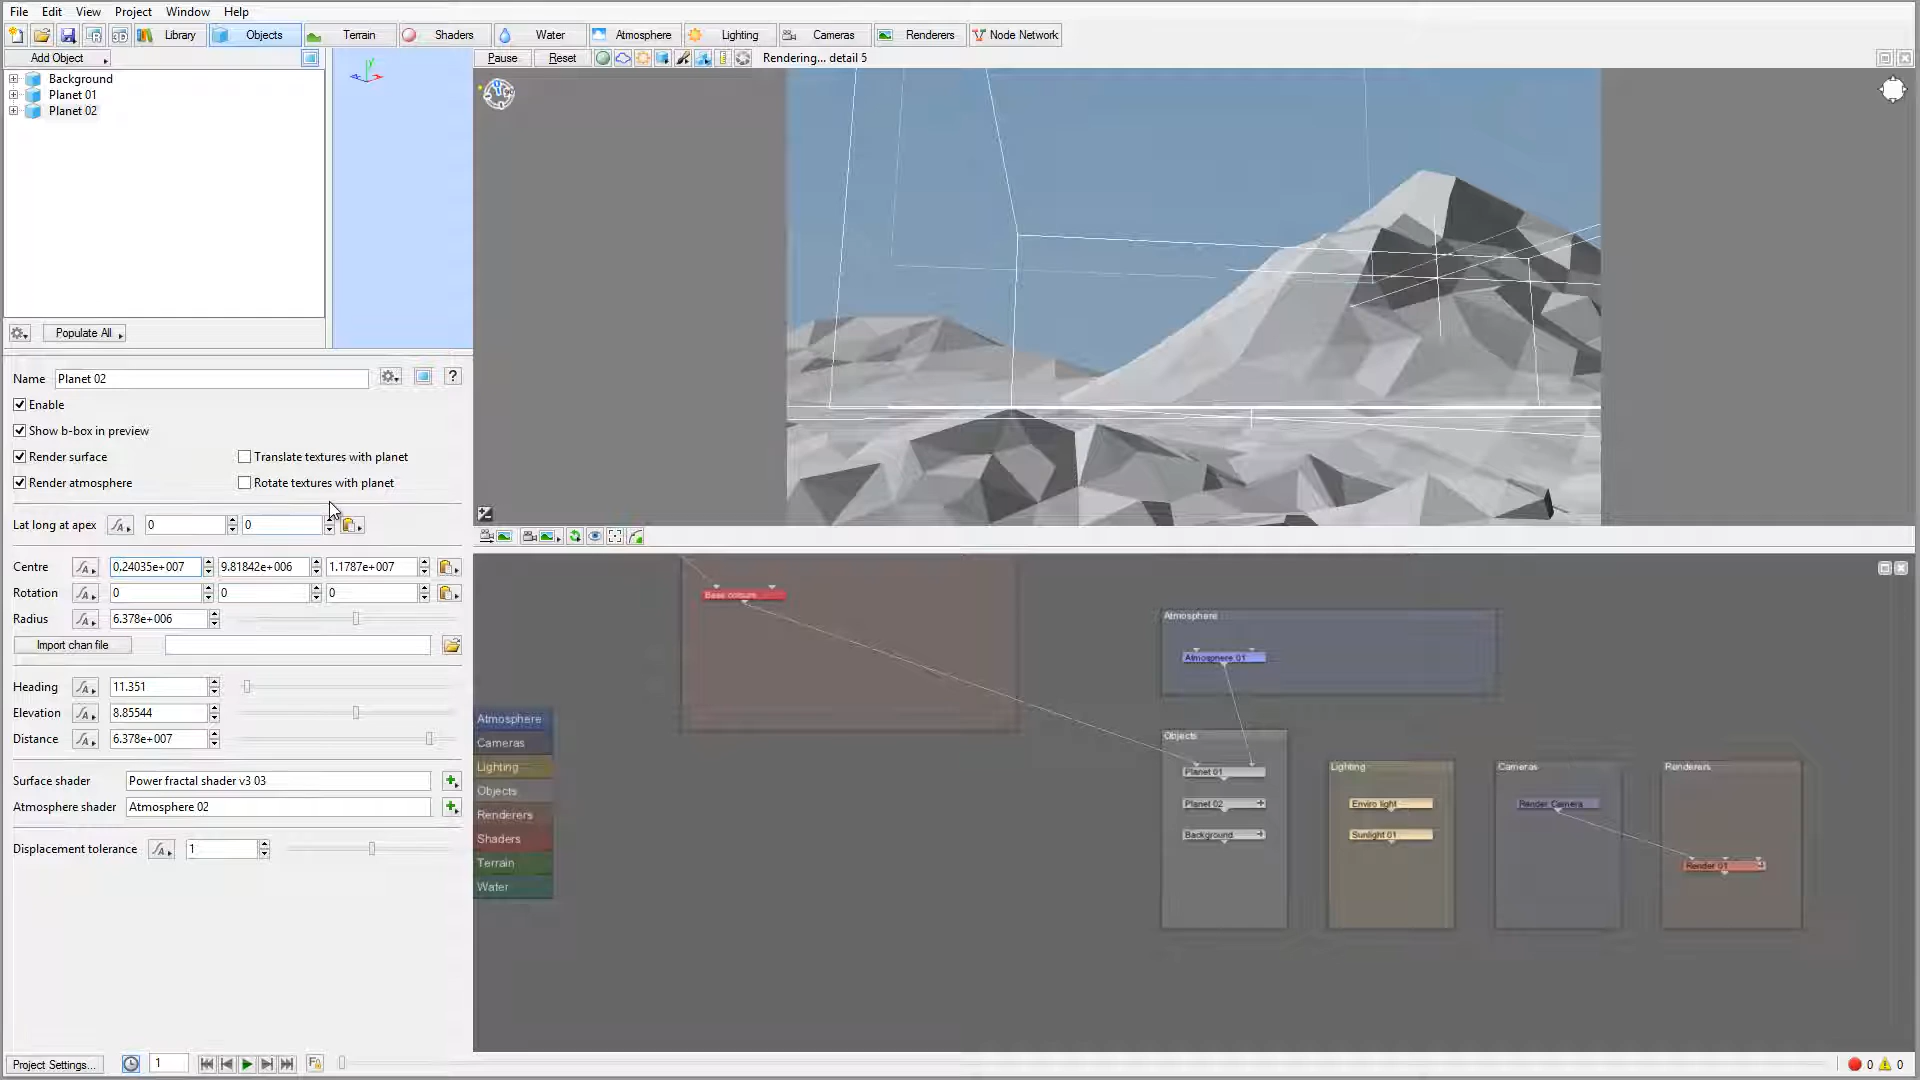 File Edit View Project Window Help
Library Objects Terrain Shaders Water Atmosphere Lighting Cameras Renderers Node Network
Add Object
Pause Reset Rendering... detail 5
Background
Planet 01
Planet 02
Populate All
Name Planet 02 ?
Enable
Show b-box in preview
Render surface Translate textures with planet
Render atmosphere Rotate textures with planet
Lat long at apex 0 0
Centre 0.24035e+007 9.81842e+006 1.1787e+007
Rotation 0 0 0
Radius 6.378e+006
Import chan file
Heading 11.351
Elevation 8.85544
Distance 6.378e+007
Surface shader Power fractal shader v3 03
Atmosphere shader Atmosphere 02
Displacement tolerance 1
Atmosphere
Cameras
Lighting
Objects
Renderers
Shaders
Terrain
Water
Base colours
Atmosphere
Atmosphere 01
Objects
Planet 01
Planet 02
Background
Lighting
Enviro light
Sunlight 01
Cameras
Render Camera
Renderers
Render 01
Project Settings... 1
0 0